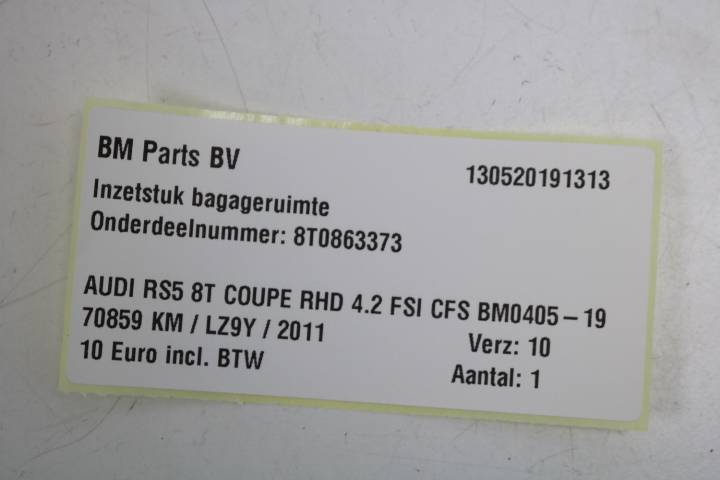 BM Parts BV 130520191313
Inzetstuk bagageruimte
Onderdeelnummer: 8T0863373
AUDI RS5 8T COUPE RHD 4.2 FSI CFS BM0405-19
70859 KM / LZ9Y / 2011 Verz: 10
10 Euro incl. BTW Aantal: 1